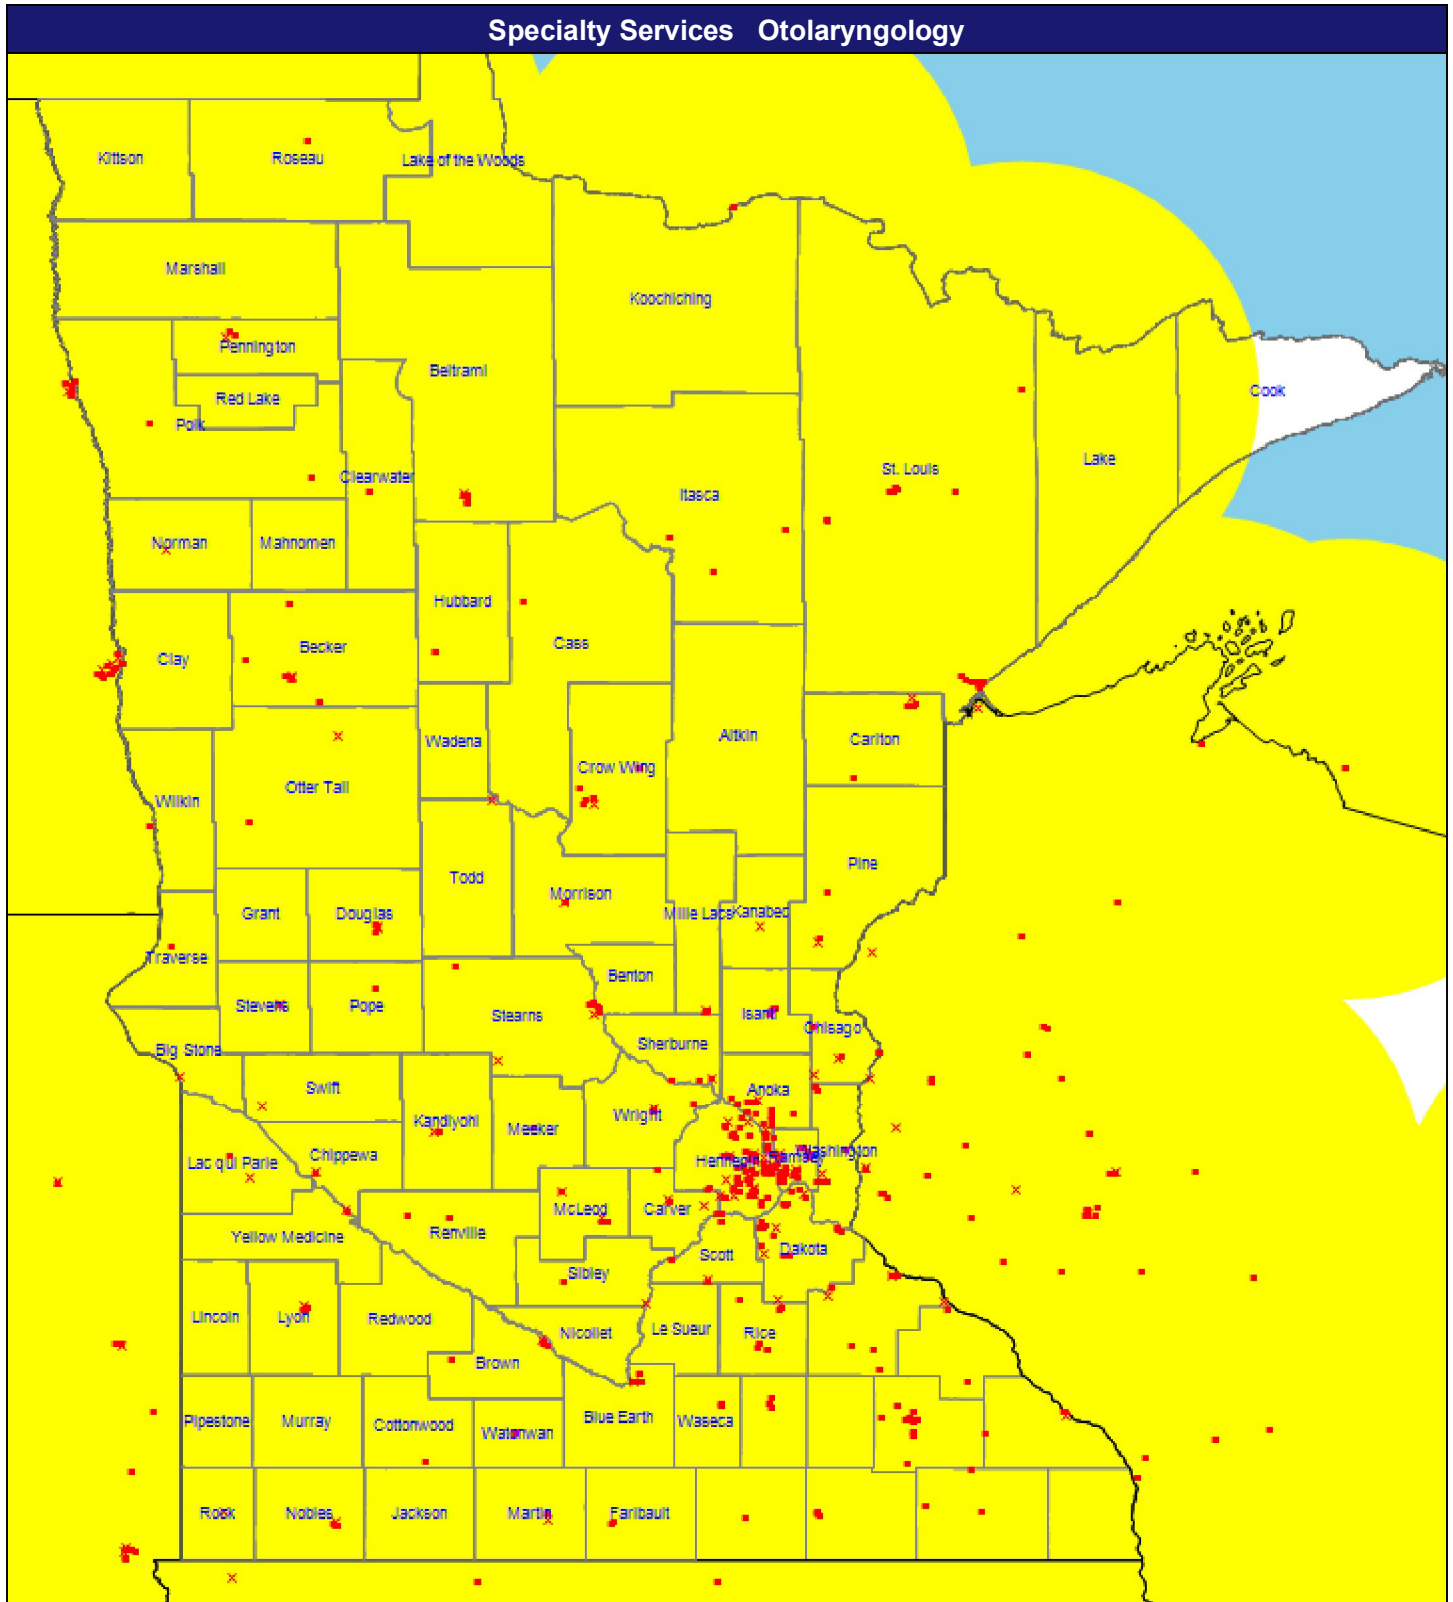 Specialty Services Otolaryngology
Kittson
Roseau
Lake of the Woods
Marshall
Koochiching
Pennington
Beltrami
Red Lake
Cook
Polk
Lake
St. Louis
Clearwater
Itasca
Norman
Mahnomen
Hubbard
Cass
Becker
Clay
Aitkin
Carlton
Wadena
Crow Wing
Otter Tail
Wilkin
Pine
Todd
Morrison
Grant
Douglas
Mille Lacs
Kanabec
Traverse
Benton
Stevens
Pope
Stearns
Isanti
Chisago
Sherburne
Big Stone
Swift
Anoka
Kandiyohi
Wright
Meeker
Chippewa
Lac qui Parle
Hennepin
Ramsey
Washington
McLeod
Carver
Renville
Yellow Medicine
Scott
Dakota
Sibley
Lincoln
Lyon
Redwood
Nicollet
Le Sueur
Rice
Brown
Pipestone
Murray
Cottonwood
Watonwan
Blue Earth
Waseca
Rock
Nobles
Jackson
Martin
Faribault